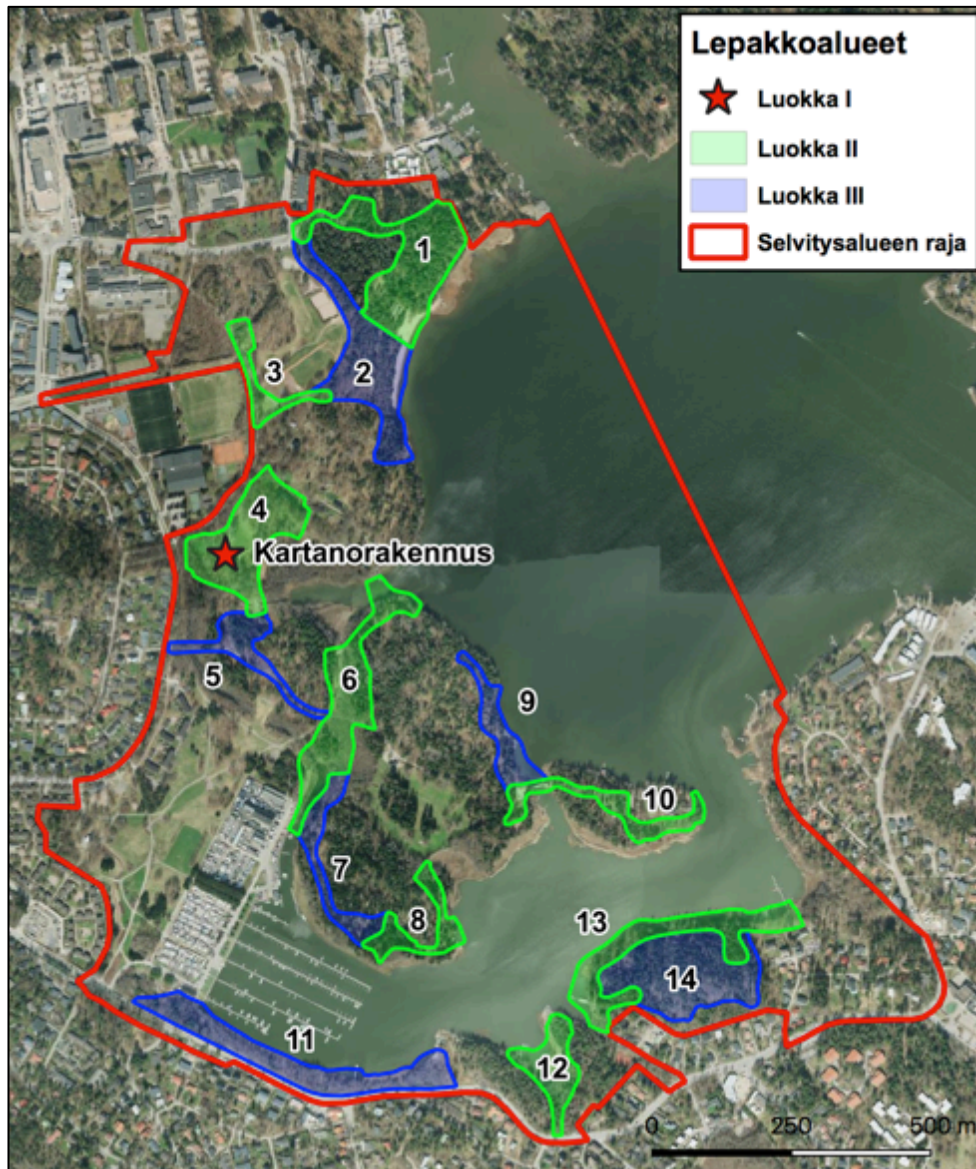 Lepakkoalueet
Luokka I
Luokka II
Luokka III
Selvitysalueen raja
1
2
3
4
Kartanorakennus
5
6
9
10
7
8
13
14
11
12
0 250 500 m